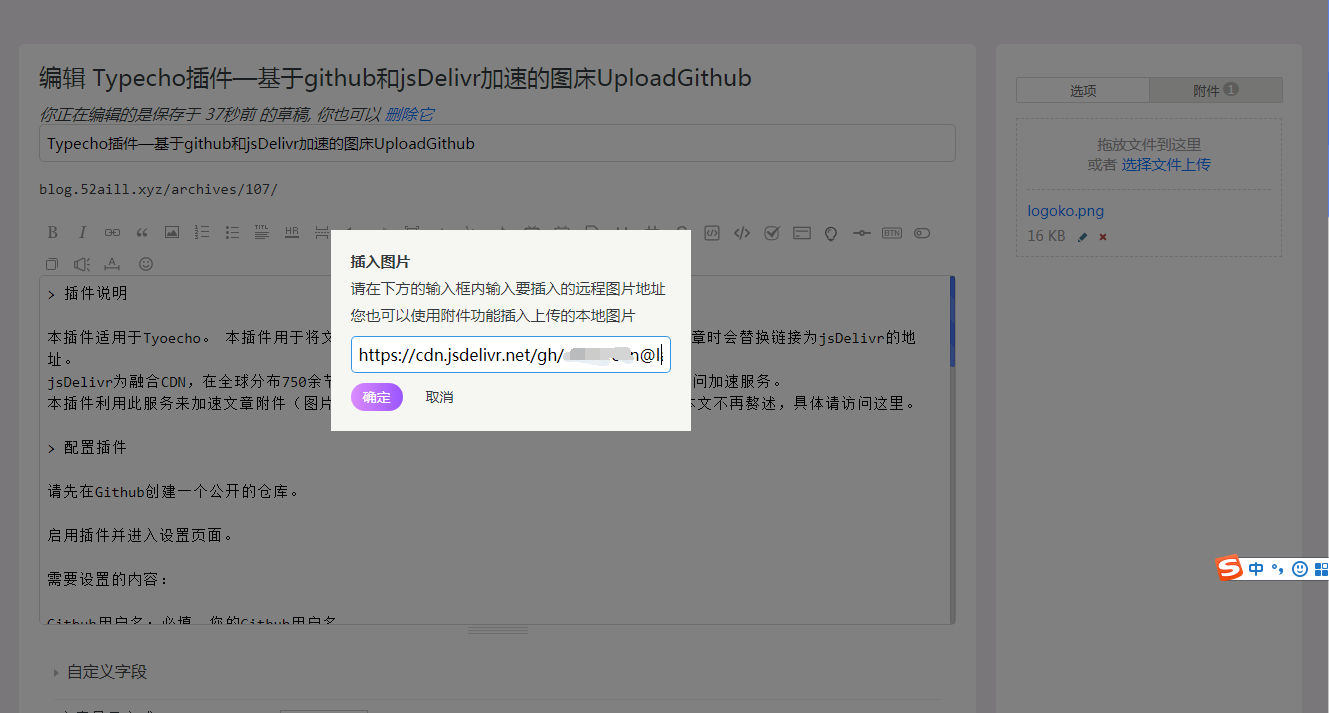 编辑 Typecho插件—基于github和jsDelivr加速的图床UploadGithub
你正在编辑的是保存于 37秒前 的草稿, 你也可以 删除它
Typecho插件—基于github和jsDelivr加速的图床UploadGithub
blog.52aill.xyz/archives/107/
B I HR BTN
> 插件说明
本插件适用于Tyoecho。 本插件用于将文 章时会替换链接为jsDelivr的地
址。
jsDelivr为融合CDN，在全球分布750余节 问加速服务。
本插件利用此服务来加速文章附件（图片 本文不再赘述，具体请访问这里。
> 配置插件
请先在Github创建一个公开的仓库。
启用插件并进入设置页面。
需要设置的内容：
Github用户名：必填，您的Github用户名
自定义字段
插入图片
请在下方的输入框内输入要插入的远程图片地址
您也可以使用附件功能插入上传的本地图片
https://cdn.jsdelivr.net/gh/ n@l
确定 取消
选项 附件 1
拖放文件到这里
或者 选择文件上传
logoko.png
16 KB
S 中